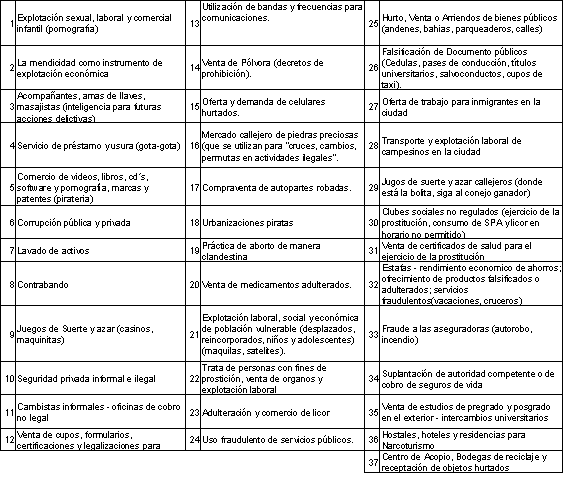 1 Explotación sexual, laboral y comercial
infantil (pornografía)
2 La mendicidad como instrumento de
explotación económica
3 Acompañantes, amas de llaves,
masajistas (inteligencia para futuras
acciones delictivas)
4 Servicio de préstamo y usura (gota-gota)
5 Comercio de videos, libros, cd´s,
software y pornografía, marcas y
patentes (pirateria)
6 Corrupción pública y privada
7 Lavado de activos
8 Contrabando
9 Juegos de Suerte y azar (casinos,
maquinitas)
10 Seguridad privada informal e ilegal
11 Cambistas informales - oficinas de cobro
no legal
12 Venta de cupos, formularios,
certificaciones y legalizaciones para
13 Utilización de bandas y frecuencias para
comunicaciones.
14 Venta de Pólvora (decretos de
prohibición).
15 Oferta y demanda de celulares
hurtados.
16 Mercado callejero de piedras preciosas
(que se utilizan para "cruces, cambios,
permutas en actividades ilegales".
17 Compraventa de autopartes robadas.
18 Urbanizaciones piratas
19 Práctica de aborto de manera
clandestina
20 Venta de medicamentos adulterados.
21 Explotación laboral, social y económica
de población vulnerable (desplazados,
reincorporados, niños y adolescentes)
(maquilas, satelites).
22 Trata de personas con fines de
prostición, venta de organos y
explotación laboral
23 Adulteración y comercio de licor
24 Uso fraudulento de servicios públicos.
25 Hurto, Venta o Arriendos de bienes públicos
(andenes, bahias, parqueaderos, calles)
26 Falsificación de Documento públicos
(Cedulas, pases de conducción, títulos
universitarios, salvoconductos, cupos de
taxi).
27 Oferta de trabajo para inmigrantes en la
ciudad
28 Transporte y explotación laboral de
campesinos en la ciudad
29 Jugos de suerte y azar callejeros (donde
está la bolita, siga al conejo ganador)
30 Clubes sociales no regulados (ejercicio de la
prostitución, consumo de SPA y licor en
horario no permitido)
31 Venta de certificados de salud para el
ejercicio de la prostitución
32 Estafas - rendimiento economico de ahorros;
ofrecimiento de productos falsificados o
adulterados; servicios
fraudulentos(vacaciones, cruceros)
33 Fraude a las aseguradoras (autorobo,
incendio)
34 Suplantación de autoridad competente o de
cobro de seguros de vida
35 Venta de estudios de pregrado y posgrado
en el exterior - intercambios universitarios
36 Hostales, hoteles y residencias para
Narcoturismo
37 Centro de Acopio, Bodegas de reciclaje y
receptación de objetos hurtados